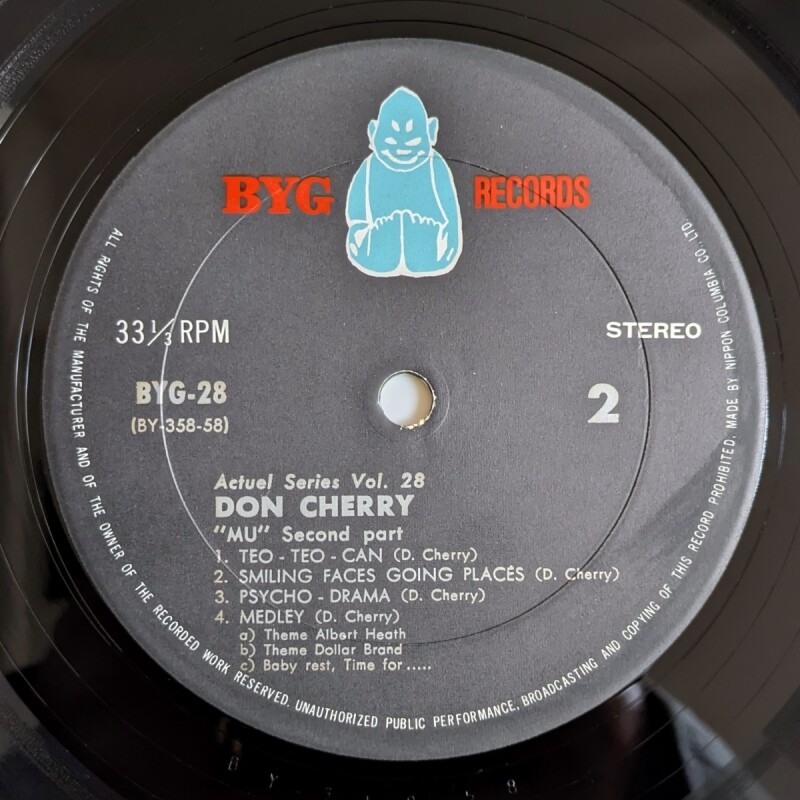 BYG RECORDS
33 1/3 RPM
STEREO
BYG-28
(BY-358-58)
2
Actuel Series Vol. 28
DON CHERRY
"MU" Second part
1. TEO - TEO - CAN (D. Cherry)
2. SMILING FACES GOING PLACÉS (D. Cherry)
3. PSYCHO - DRAMA (D. Cherry)
4. MEDLEY (D. Cherry)
a) Theme Albert Heath
b) Theme Dollar Brand
c) Baby rest, Time for.....
ALL RIGHTS OF THE MANUFACTURER AND OF THE OWNER OF THE RECORDED WORK RESERVED. UNAUTHORIZED PUBLIC PERFORMANCE, BROADCASTING AND COPYING OF THIS RECORD PROHIBITED. MADE BY NIPPON COLUMBIA CO., LTD.